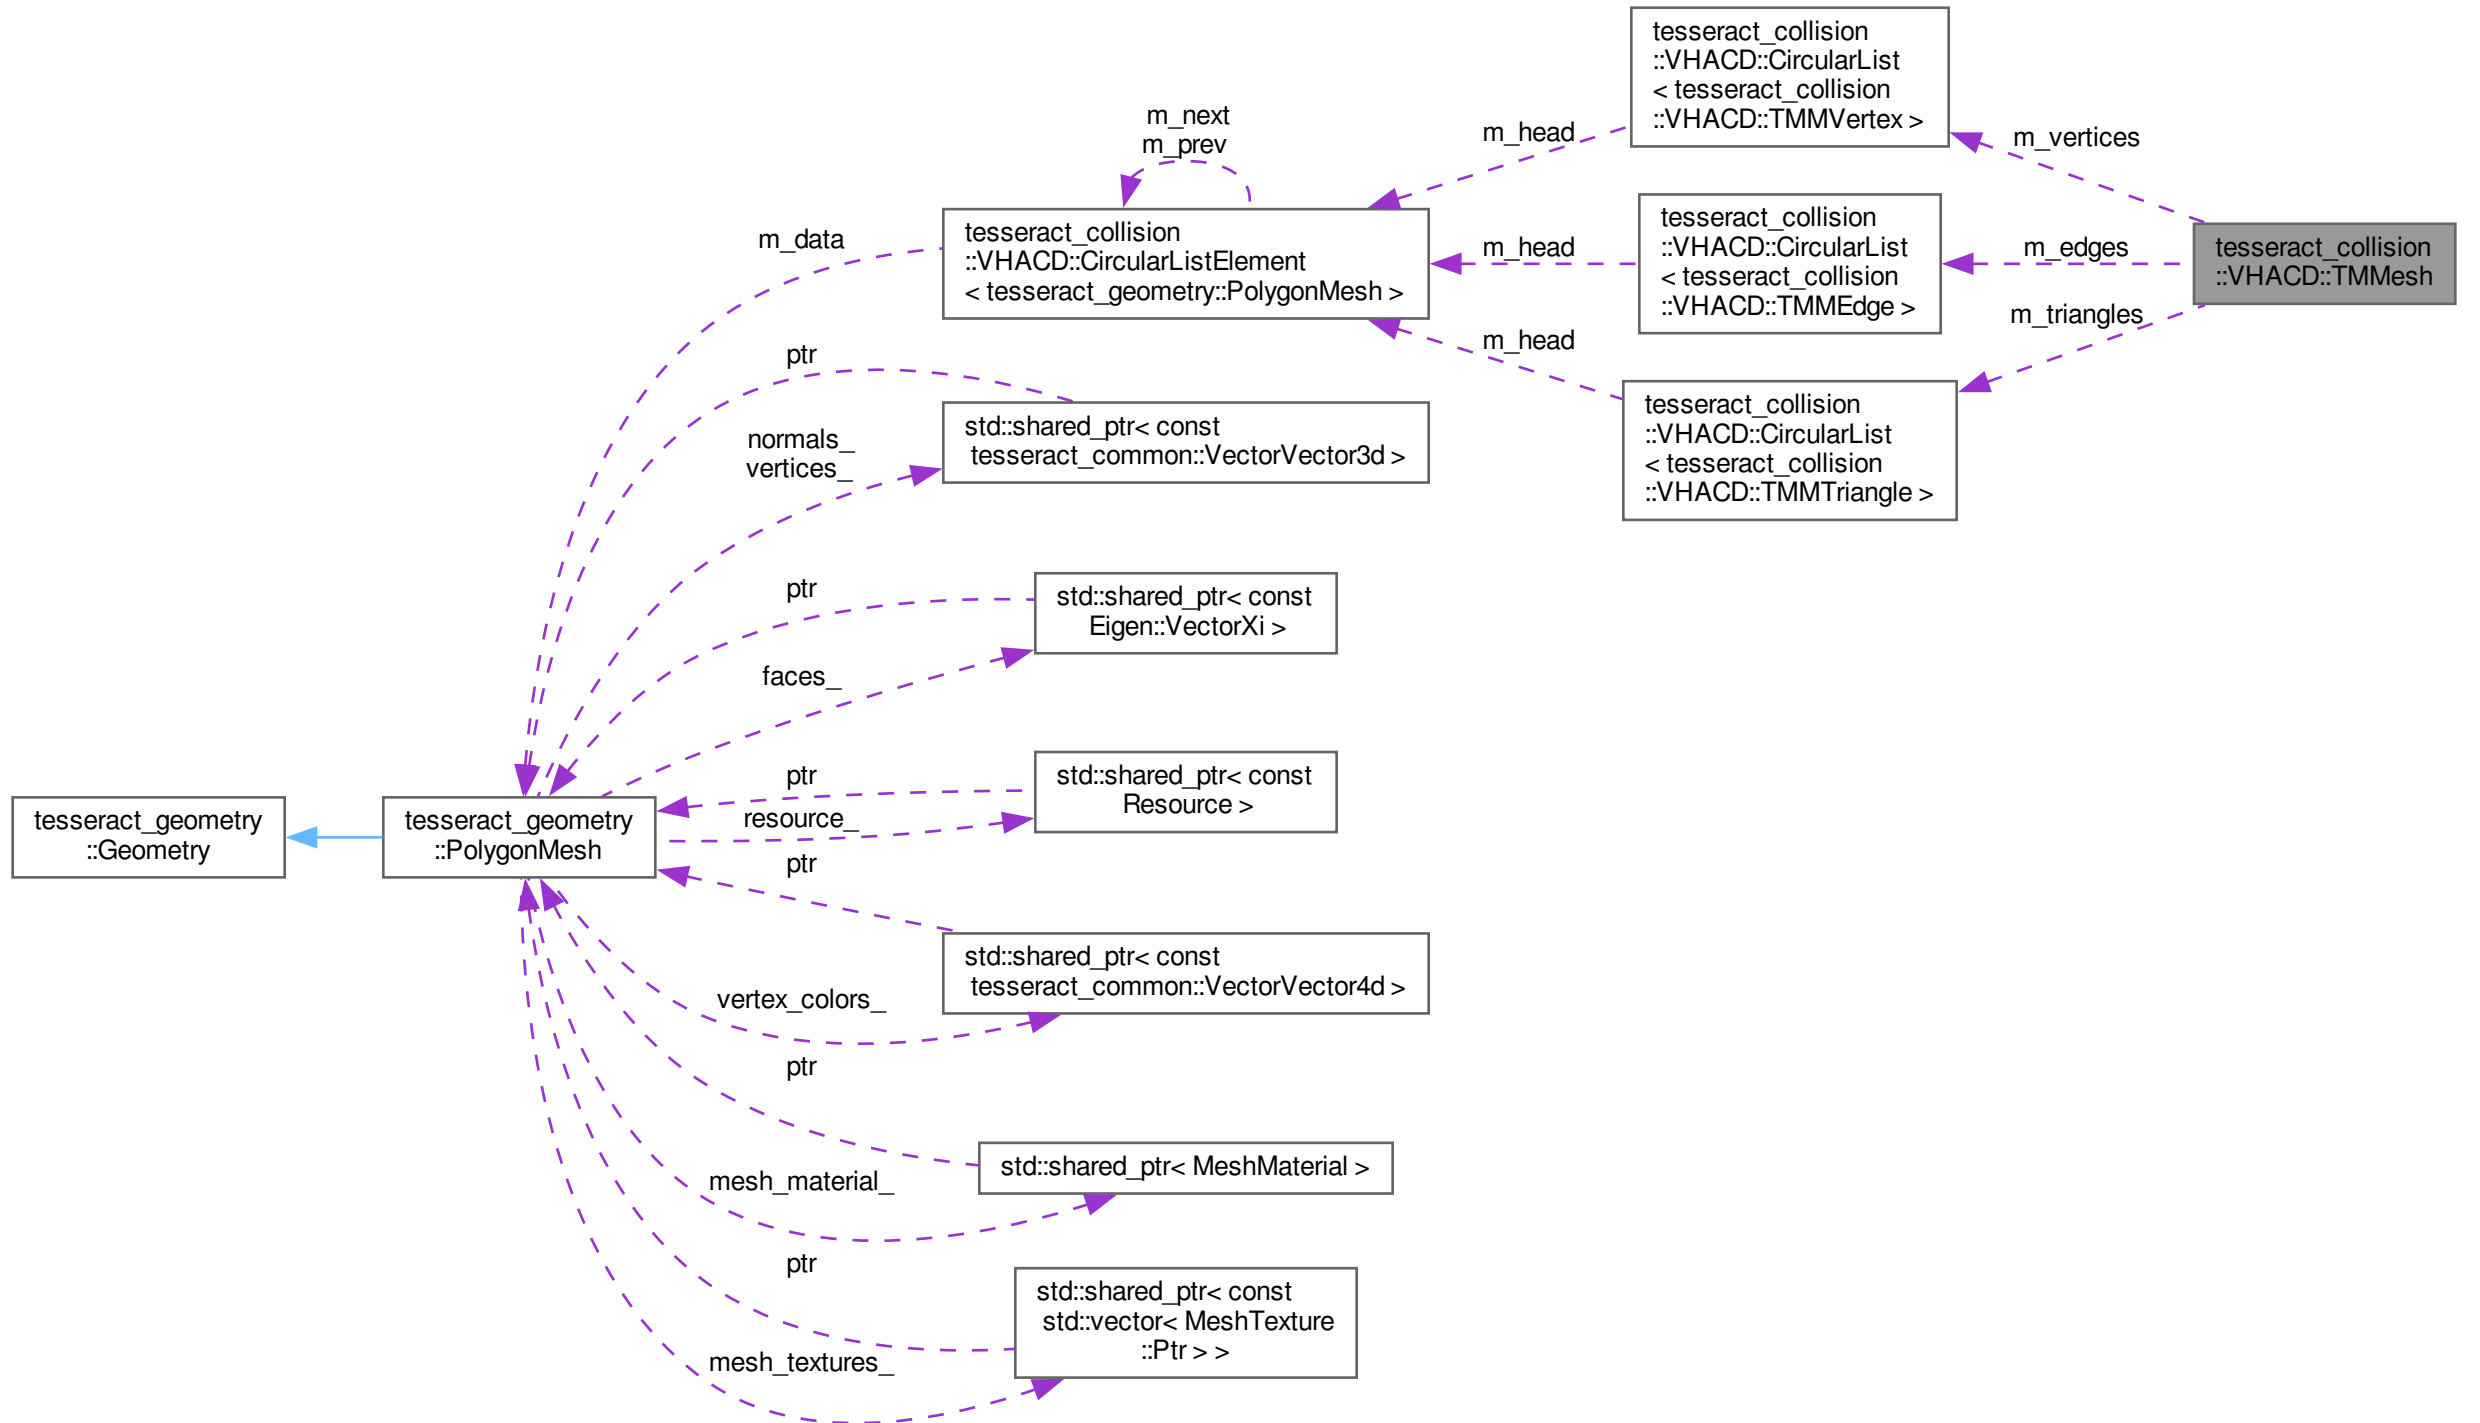 tesseract_collision
::VHACD::CircularList
< tesseract_collision
::VHACD::TMMVertex >
m_next
m_prev
m_head
m_vertices
tesseract_collision
::VHACD::CircularListElement
< tesseract_geometry::PolygonMesh >
m_data
m_head
tesseract_collision
::VHACD::CircularList
< tesseract_collision
::VHACD::TMMEdge >
m_edges
tesseract_collision
::VHACD::TMMesh
m_triangles
m_head
ptr
tesseract_collision
::VHACD::CircularList
< tesseract_collision
::VHACD::TMMTriangle >
normals_
vertices_
std::shared_ptr< const
tesseract_common::VectorVector3d >
ptr
std::shared_ptr< const
Eigen::VectorXi >
faces_
ptr
std::shared_ptr< const
Resource >
resource_
tesseract_geometry
::Geometry
tesseract_geometry
::PolygonMesh
ptr
std::shared_ptr< const
tesseract_common::VectorVector4d >
vertex_colors_
ptr
std::shared_ptr< MeshMaterial >
mesh_material_
ptr
std::shared_ptr< const
std::vector< MeshTexture
::Ptr > >
mesh_textures_